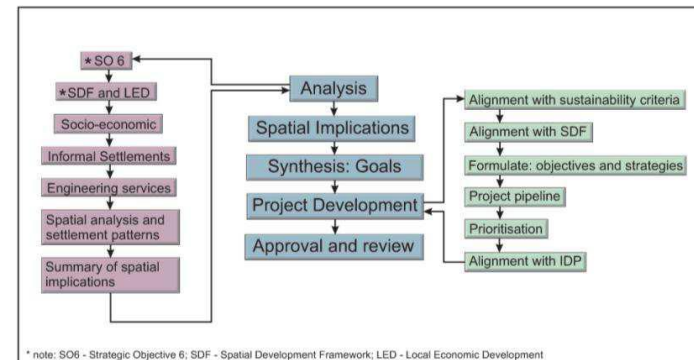 *SO 6
*SDF and LED
Socio-economic
Informal Settlements
Engineering services
Spatial analysis and
settlement patterns
Summary of spatial
implications
Analysis
Spatial Implications
Synthesis: Goals
Project Development
Approval and review
Alignment with sustainability criteria
Alignment with SDF
Formulate: objectives and strategies
Project pipeline
Prioritisation
Alignment with IDP
* note: SO6 - Strategic Objective 6; SDF - Spatial Development Framework; LED - Local Economic Development